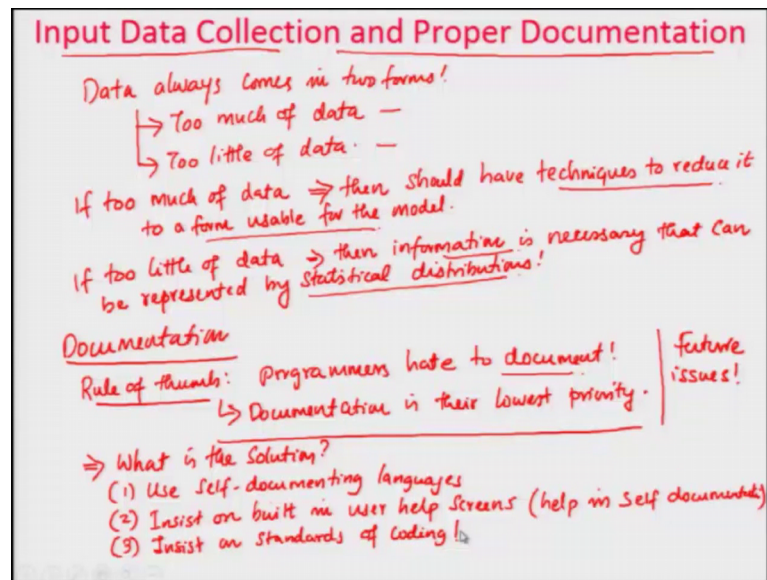 Input Data Collection and Proper Documentation
Data always comes in two forms!
↳ Too much of data —
↳ Too little of data. —
If too much of data ⇒ then should have techniques to reduce it
to a form usable for the model.
If too little of data ⇒ then information is necessary that can
be represented by statistical distributions!
Documentation
Rule of thumb: programmers hate to document!
↳ Documentation is their lowest priority.
future
issues!
⇒ What is the solution?
(1) Use self-documenting languages
(2) Insist on built in user help screens (help in self documentation)
(3) Insist on standards of coding!